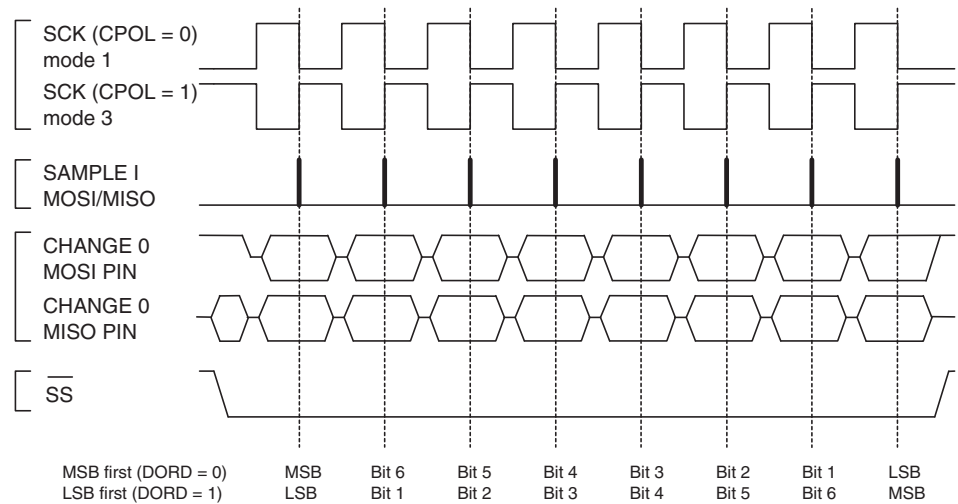 SCK (CPOL = 0)
mode 1
SCK (CPOL = 1)
mode 3
SAMPLE I
MOSI/MISO
CHANGE 0
MOSI PIN
CHANGE 0
MISO PIN
SS
MSB first (DORD = 0) MSB Bit 6 Bit 5 Bit 4 Bit 3 Bit 2 Bit 1 LSB
LSB first (DORD = 1) LSB Bit 1 Bit 2 Bit 3 Bit 4 Bit 5 Bit 6 MSB